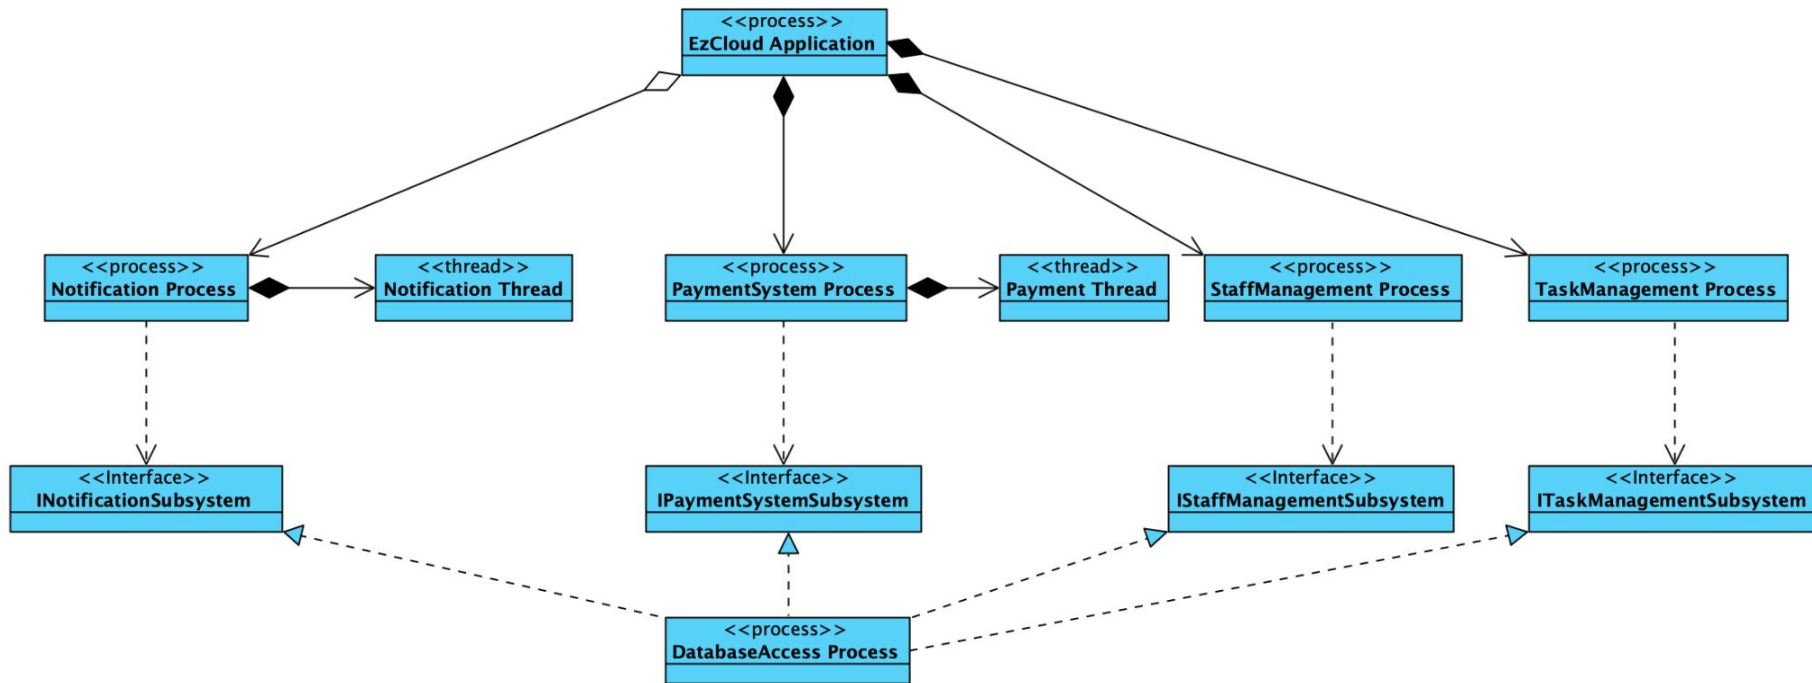 <<process>>
EzCloud Application
<<process>>
Notification Process
<<thread>>
Notification Thread
<<process>>
PaymentSystem Process
<<thread>>
Payment Thread
<<process>>
StaffManagement Process
<<process>>
TaskManagement Process
<<Interface>>
INotificationSubsystem
<<Interface>>
IPaymentSystemSubsystem
<<Interface>>
IStaffManagementSubsystem
<<Interface>>
ITaskManagementSubsystem
<<process>>
DatabaseAccess Process